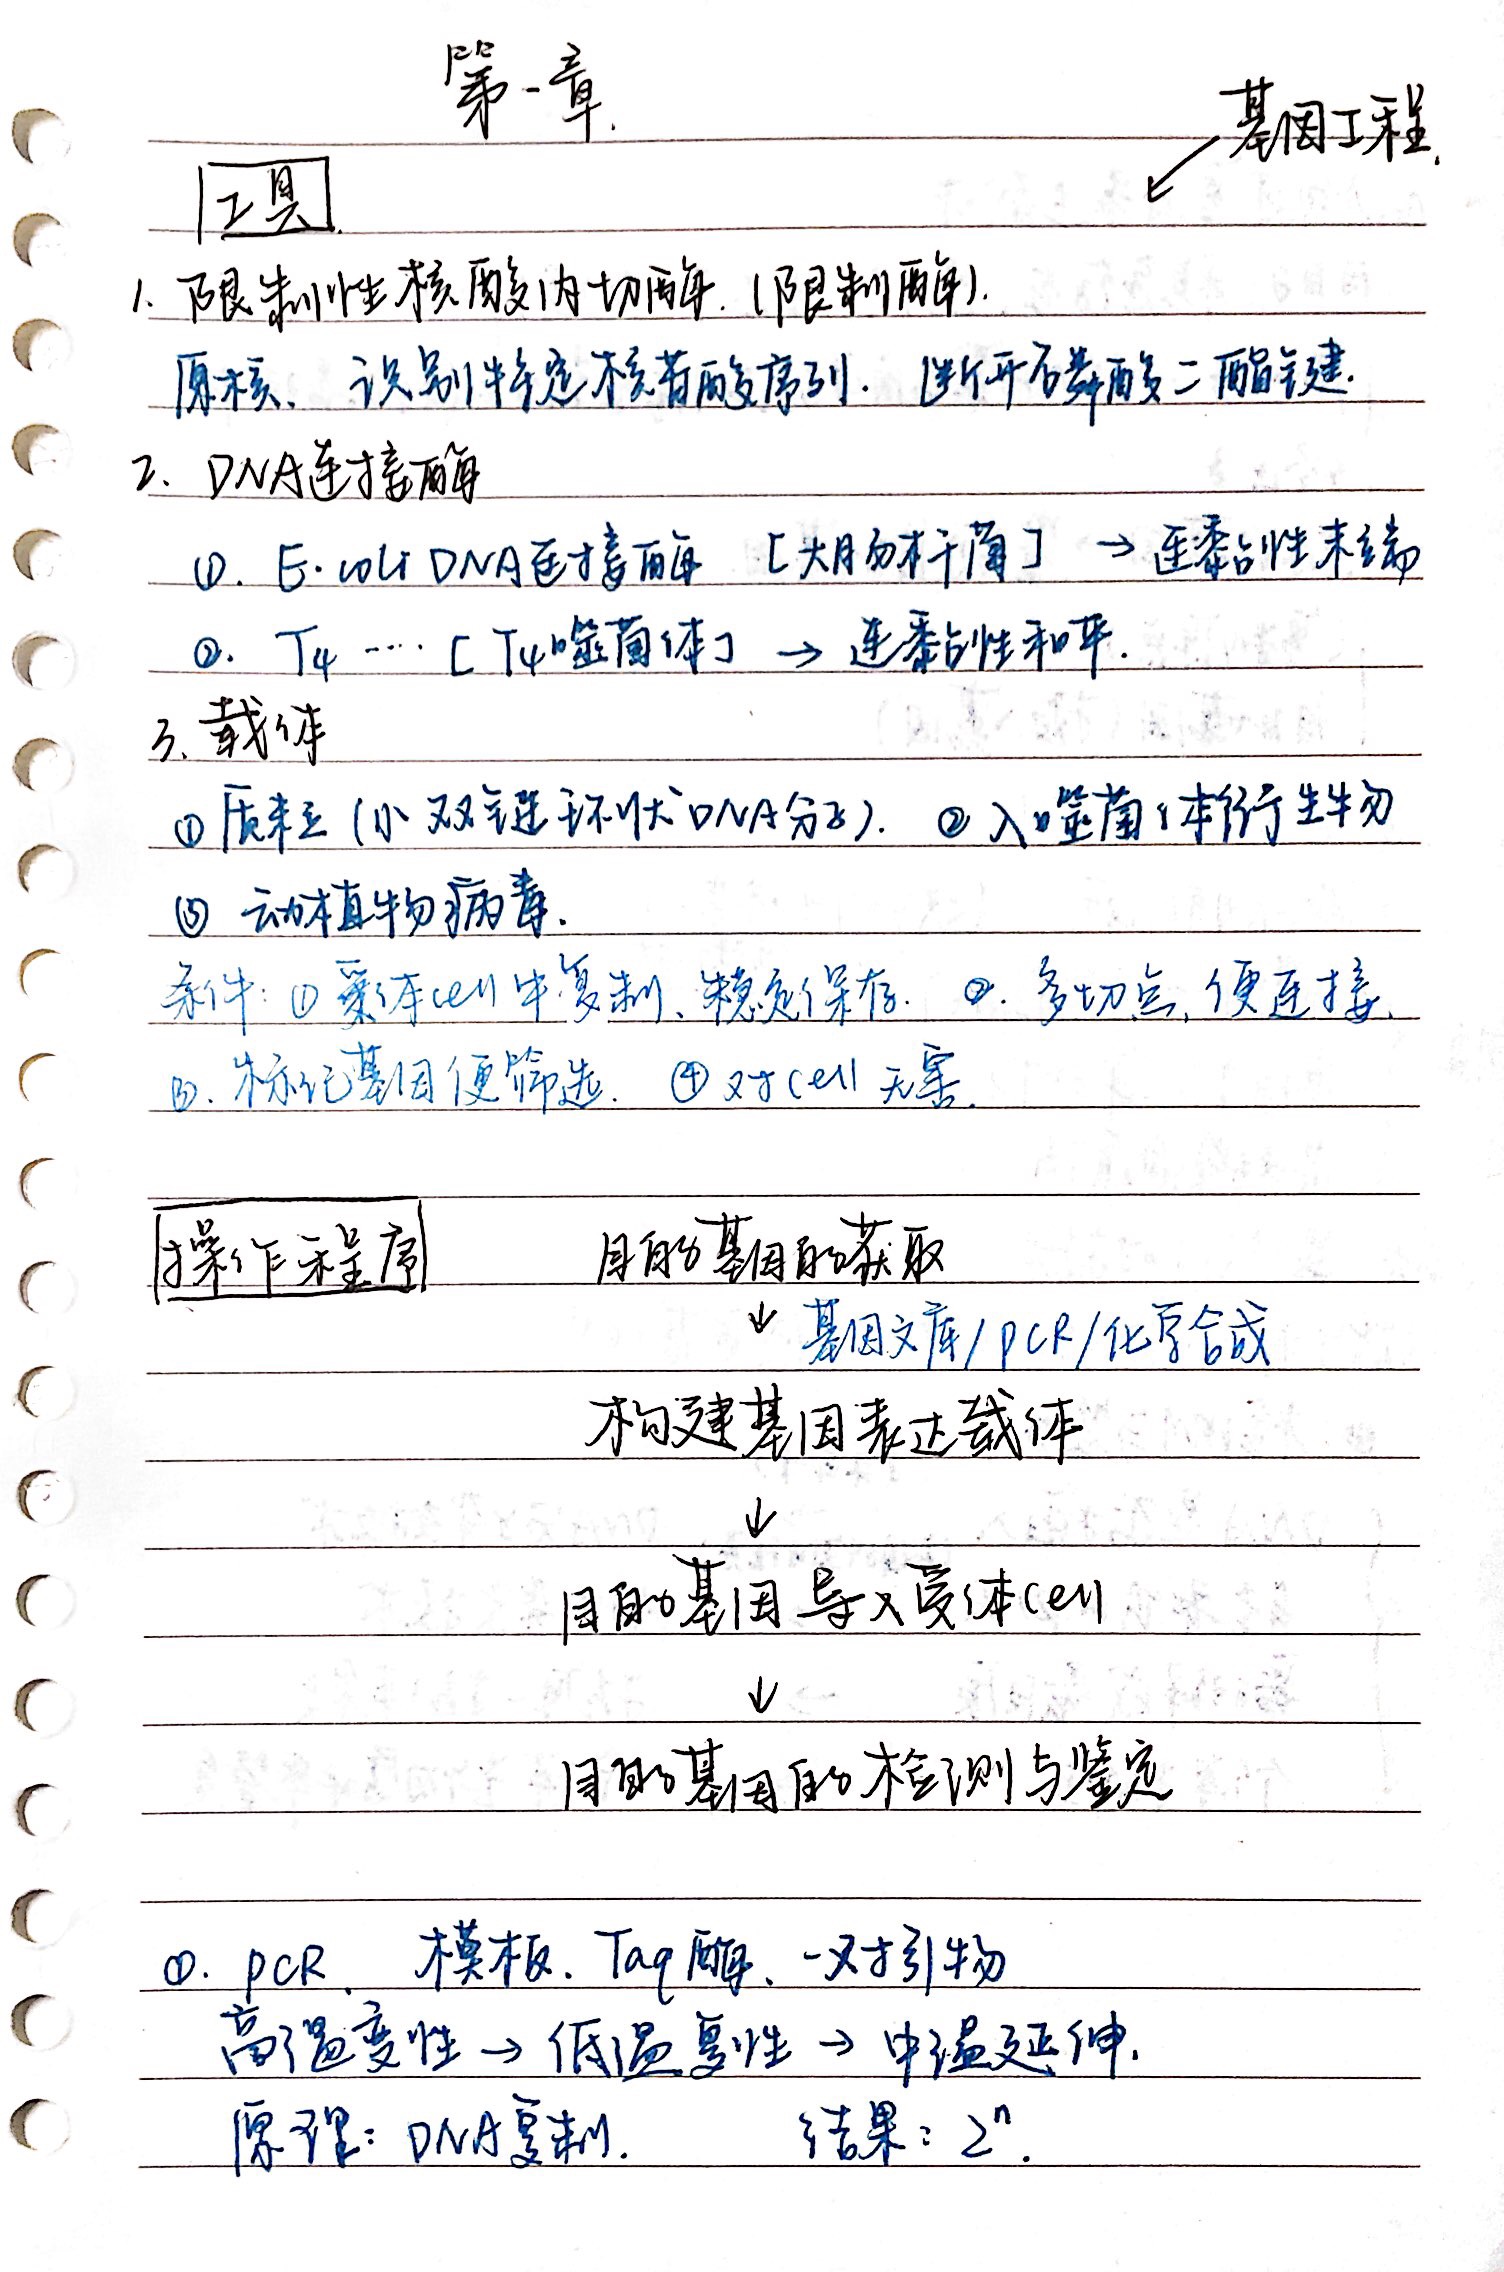 第一章.
基因工程.
工具.
1. 限制性核酸内切酶. (限制酶).
原核、 识别特定核苷酸序列. 断开磷酸二酯键.
2. DNA连接酶
①. E.coli DNA连接酶 [大肠杆菌] → 连黏性末端
②. T4 …. [T4噬菌体] → 连黏性和平.
3. 载体
① 质粒 (小双链环状DNA分子). ② λ噬菌体衍生物
③ 动植物病毒.
条件: ① 受体cell中复制、稳定保存. ②. 多切点, 便连接.
③. 标记基因便筛选. ④ 对cell无害.
操作程序 目的基因的获取
↓ 基因文库/PCR/化学合成
构建基因表达载体
↓
目的基因导入受体cell
↓
目的基因的检测与鉴定
①. PCR. 模板. Taq酶、一对引物
高温变性 → 低温复性 → 中温延伸.
原理: DNA复制. 结果: 2ⁿ.